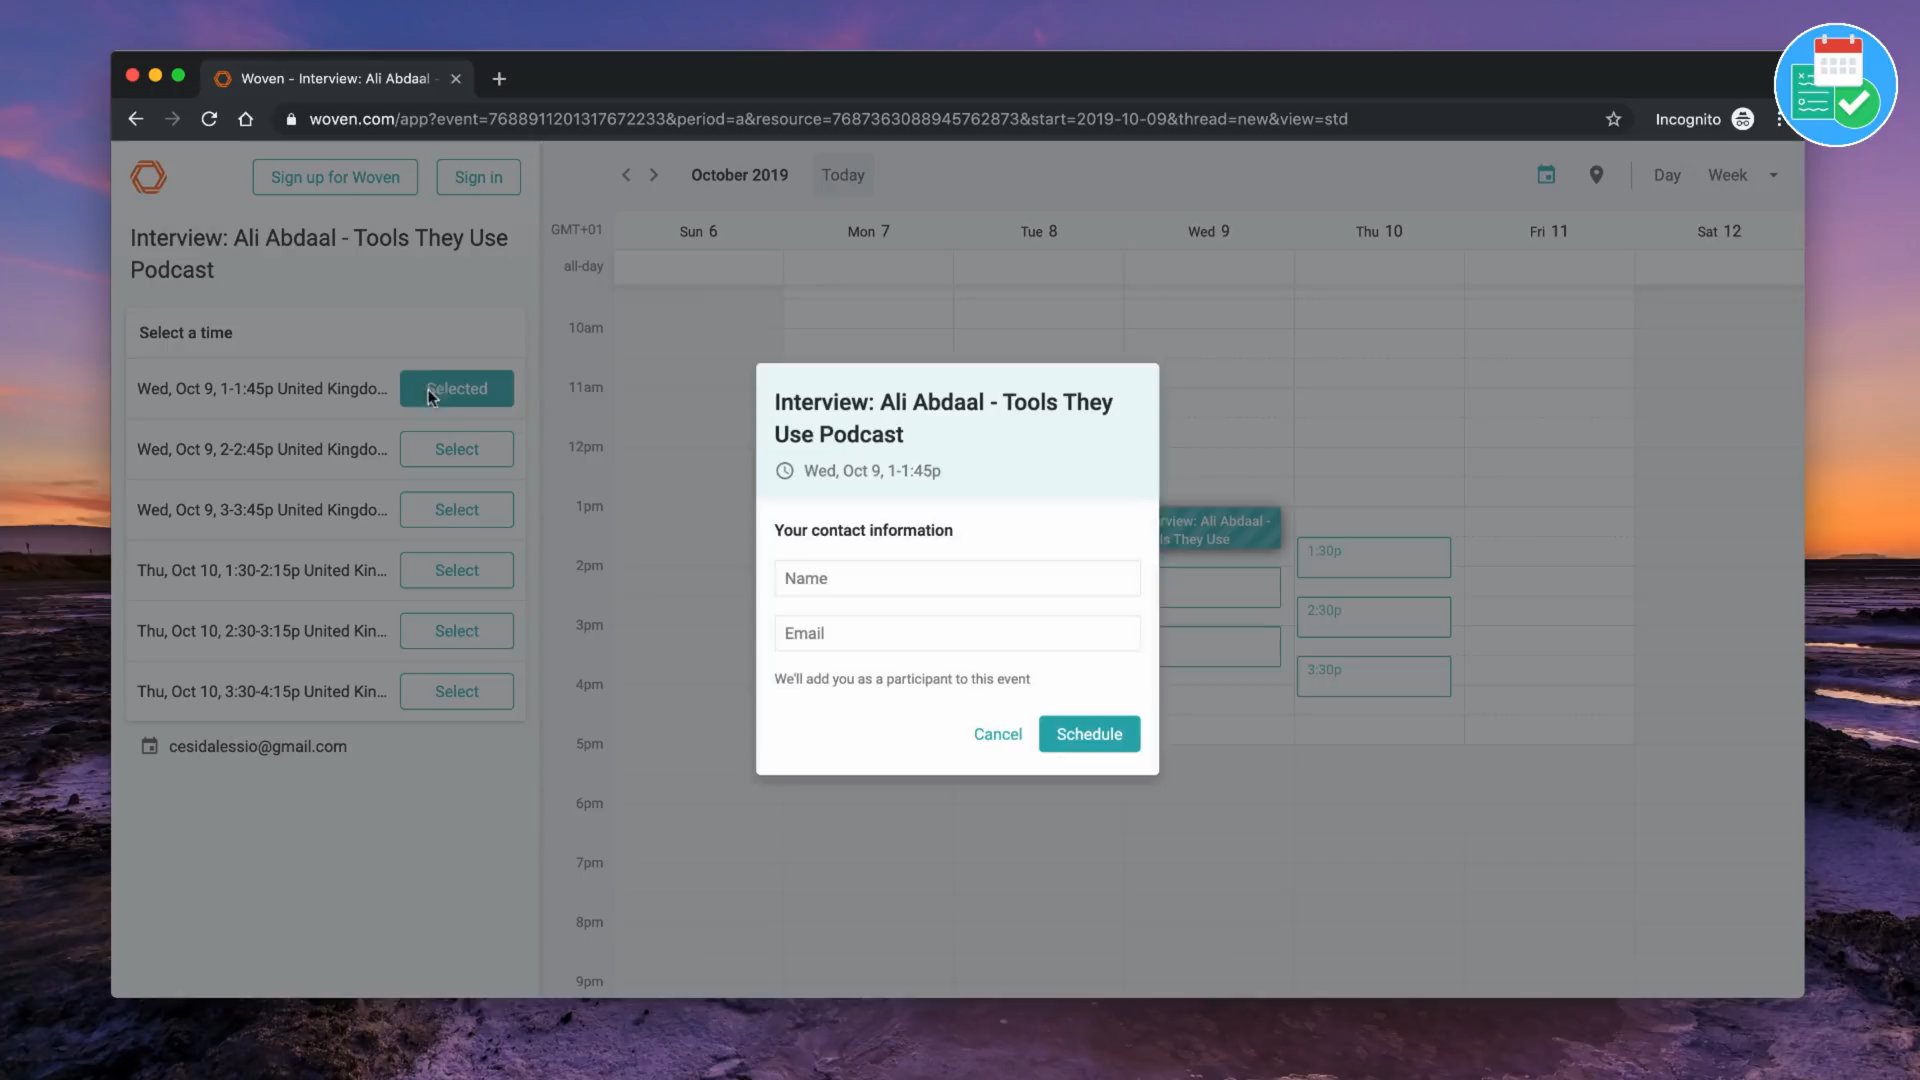 Woven - Interview: Ali Abdaal -
woven.com/app?event=7688911201317672233&period=a&resource=7687363088945762873&start=2019-10-09&thread=new&view=std
Incognito
Sign up for Woven
Sign in
October 2019
Today
Day
Week
Interview: Ali Abdaal - Tools They Use
Podcast
GMT+01
Sun 6
Mon 7
Tue 8
Wed 9
Thu 10
Fri 11
Sat 12
all-day
Select a time
Wed, Oct 9, 1-1:45p United Kingdo...
Selected
Wed, Oct 9, 2-2:45p United Kingdo...
Select
Wed, Oct 9, 3-3:45p United Kingdo...
Select
Thu, Oct 10, 1:30-2:15p United Kin...
Select
Thu, Oct 10, 2:30-3:15p United Kin...
Select
Thu, Oct 10, 3:30-4:15p United Kin...
Select
cesidalessio@gmail.com
10am
11am
12pm
1pm
2pm
3pm
4pm
5pm
6pm
7pm
8pm
9pm
Interview: Ali Abdaal - Tools They
Use Podcast
Wed, Oct 9, 1-1:45p
Your contact information
Name
Email
We'll add you as a participant to this event
Cancel
Schedule
rview: Ali Abdaal -
ls They Use
1:30p
2:30p
3:30p